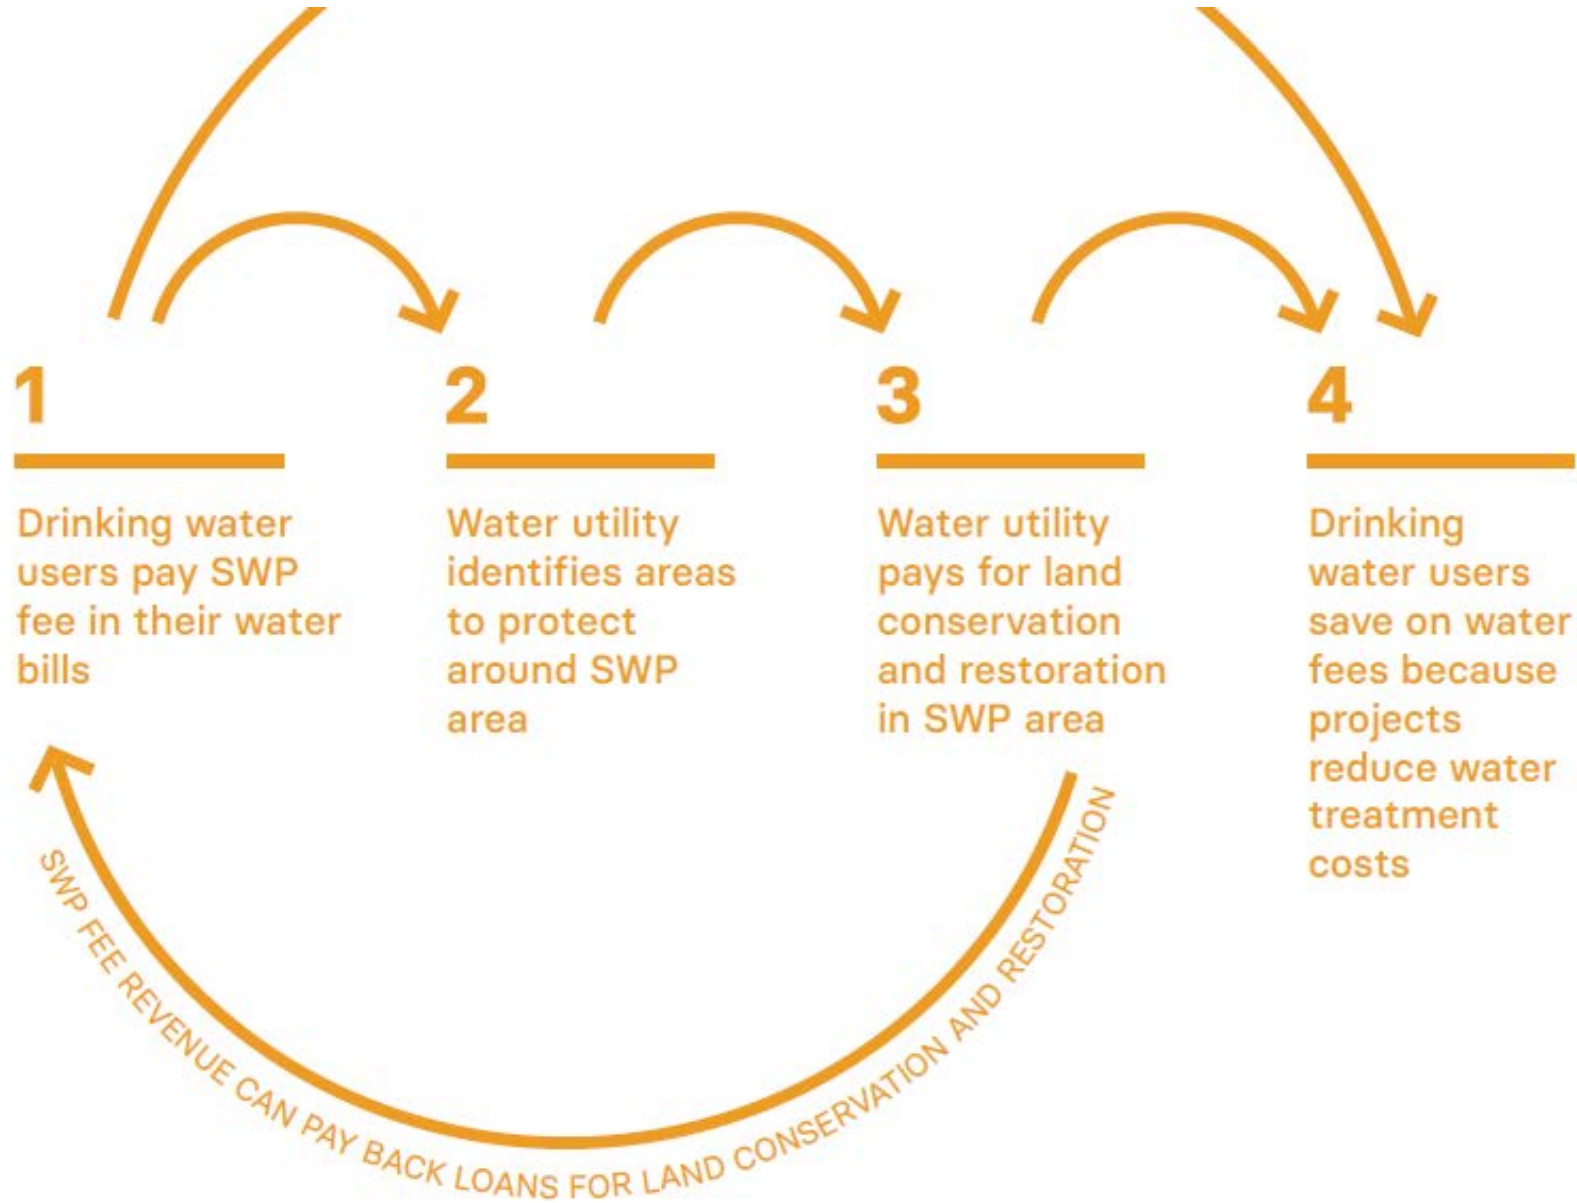 1
Drinking water
users pay SWP
fee in their water
bills
2
Water utility
identifies areas
to protect
around SWP
area
3
Water utility
pays for land
conservation
and restoration
in SWP area
4
Drinking
water users
save on water
fees because
projects
reduce water
treatment
costs
SWP FEE REVENUE CAN PAY BACK LOANS FOR LAND CONSERVATION AND RESTORATION